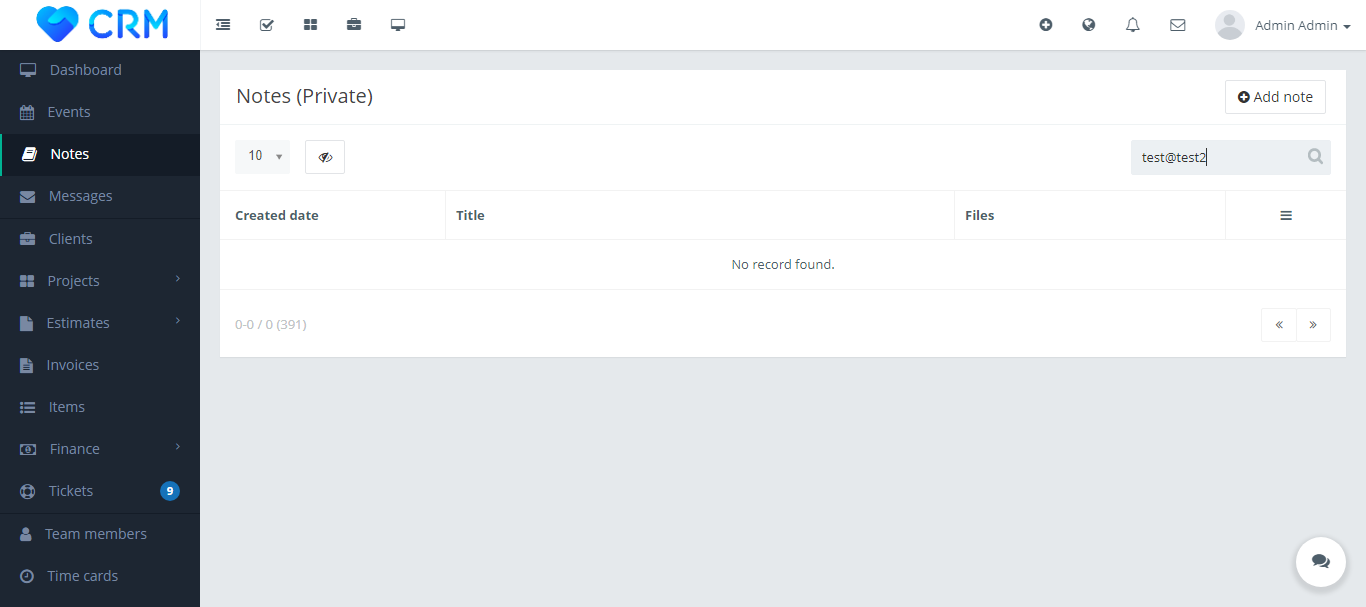 CRM
Admin Admin
Dashboard
Events
Notes
Messages
Clients
Projects
Estimates
Invoices
Items
Finance
Tickets 9
Team members
Time cards
Notes (Private)
Add note
10
test@test2
Created date Title Files
No record found.
0-0 / 0 (391)
« »